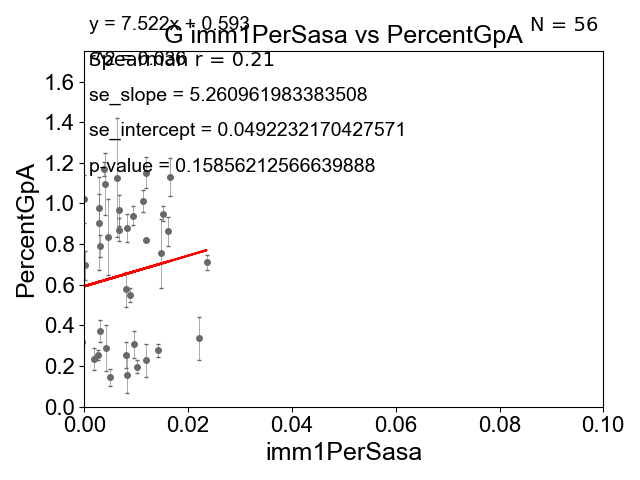 y = 7.522x + 0.593
N = 56
G imm1PerSasa vs PercentGpA
Spearman r = 0.21
se_slope = 5.260961983383508
se_intercept = 0.0492232170427571
p-value = 0.15856212566639888
PercentGpA
1.6
1.4
1.2
1.0
0.8
0.6
0.4
0.2
0.0
0.00 0.02 0.04 0.06 0.08 0.10
imm1PerSasa